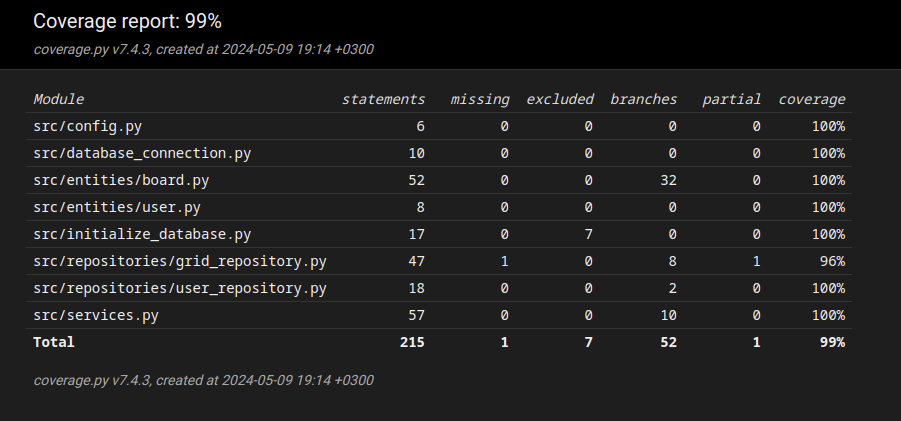 Coverage report: 99%
coverage.py v7.4.3, created at 2024-05-09 19:14 +0300
Module statements missing excluded branches partial coverage
src/config.py 6 0 0 0 0 100%
src/database_connection.py 10 0 0 0 0 100%
src/entities/board.py 52 0 0 32 0 100%
src/entities/user.py 8 0 0 0 0 100%
src/initialize_database.py 17 0 7 0 0 100%
src/repositories/grid_repository.py 47 1 0 8 1 96%
src/repositories/user_repository.py 18 0 0 2 0 100%
src/services.py 57 0 0 10 0 100%
Total 215 1 7 52 1 99%
coverage.py v7.4.3, created at 2024-05-09 19:14 +0300